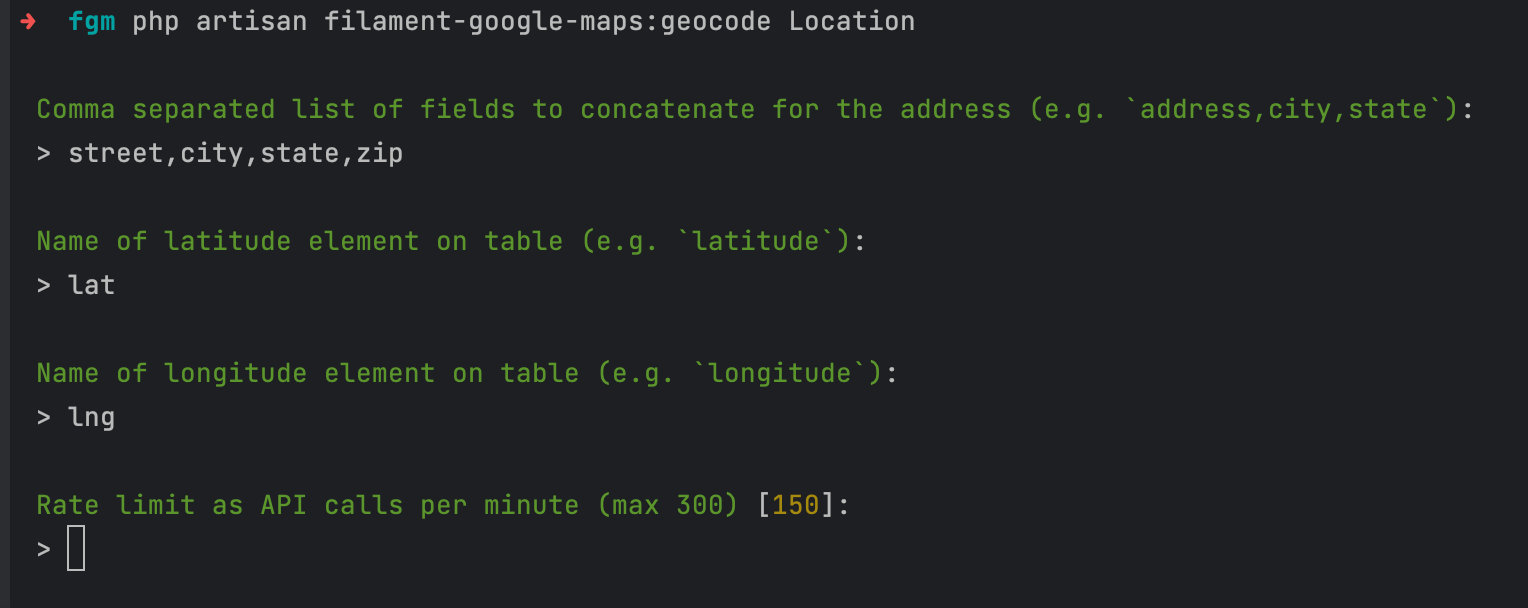 ➜ fgm php artisan filament-google-maps:geocode Location
Comma separated list of fields to concatenate for the address (e.g. `address,city,state`):
> street,city,state,zip
Name of latitude element on table (e.g. `latitude`):
> lat
Name of longitude element on table (e.g. `longitude`):
> lng
Rate limit as API calls per minute (max 300) [150]:
>